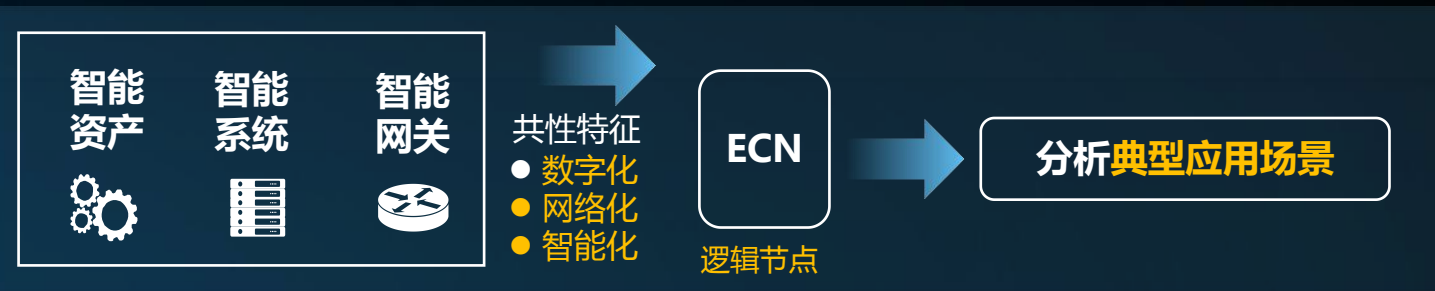 智能
资产
智能
系统
智能
网关
共性特征
数字化
网络化
智能化
ECN
逻辑节点
分析典型应用场景